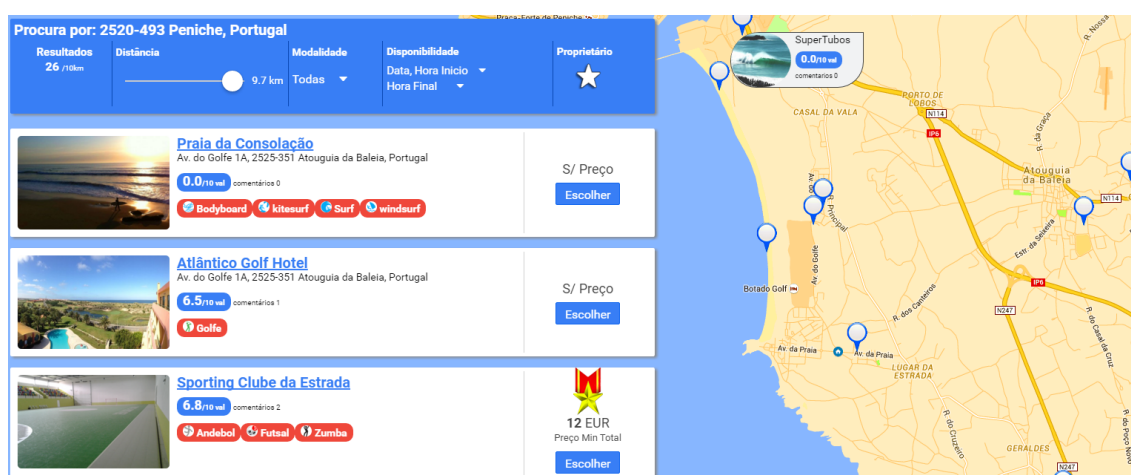 Procura por: 2520-493 Peniche, Portugal
Resultados
26 /10km
Distância
9.7 km
Modalidade
Todas
Disponibilidade
Data, Hora Inicio
Hora Final
Proprietário
Praia da Consolação
Av. do Golfe 1A, 2525-351 Atouguia da Baleia, Portugal
0.0/10 val comentários 0
Bodyboard kitesurf Surf windsurf
S/ Preço
Escolher
Atlântico Golf Hotel
Av. do Golfe 1A, 2525-351 Atouguia da Baleia, Portugal
6.5/10 val comentários 1
Golfe
S/ Preço
Escolher
Sporting Clube da Estrada
6.8/10 val comentários 2
Andebol Futsal Zumba
12 EUR
Preço Min Total
Escolher
Praça-Forte de Peniche
SuperTubos
0.0/10 val
comentarios 0
R. Nossa
PORTO DE
LOBOS
CASAL DA VALA
N114
IP6
R. da Graça
Atouguia
da Baleia
N114
Av. do
R. Principal
Estr. da Seixeira
Av. do Golfe
Botado Golf
IP6
R. dos Canteiros
N247
R. do Casal da Cruz
Av. da Praia
Av. da Praia
LUGAR DA
ESTRADA
R. do Cruzeiro
R. do Poço Novo
GERALDES
N247